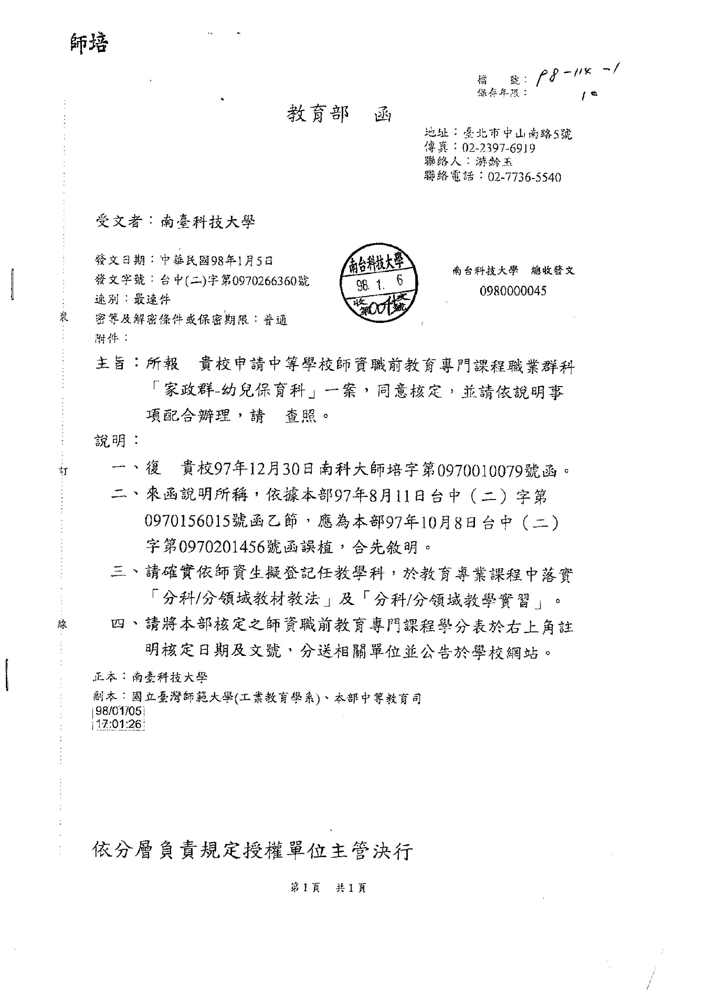 師培
檔　　號：
保存年限：10
教育部　函
地址：臺北市中山南路5號
傳真：02-2397-6919
聯絡人：游齡玉
聯絡電話：02-7736-5540
受文者：南臺科技大學
發文日期：中華民國98年1月5日
發文字號：台中(二)字第0970266360號
速別：最速件
密等及解密條件或保密期限：普通
附件：
南台科技大學
98. 1. 6
收文
第 號
南台科技大學　總收發文
0980000045
主旨：所報　貴校申請中等學校師資職前教育專門課程職業群科
「家政群-幼兒保育科」一案，同意核定，並請依說明事
項配合辦理，請　查照。
說明：
一、復　貴校97年12月30日南科大師培字第0970010079號函。
二、來函說明所稱，依據本部97年8月11日台中（二）字第
0970156015號函乙節，應為本部97年10月8日台中（二）
字第0970201456號函誤植，合先敘明。
三、請確實依師資生擬登記任教學科，於教育專業課程中落實
「分科/分領域教材教法」及「分科/分領域教學實習」。
四、請將本部核定之師資職前教育專門課程學分表於右上角註
明核定日期及文號，分送相關單位並公告於學校網站。
正本：南臺科技大學
副本：國立臺灣師範大學(工業教育學系)、本部中等教育司
98/01/05
17:01:26
裝
訂
線
依分層負責規定授權單位主管決行
第1頁　共1頁